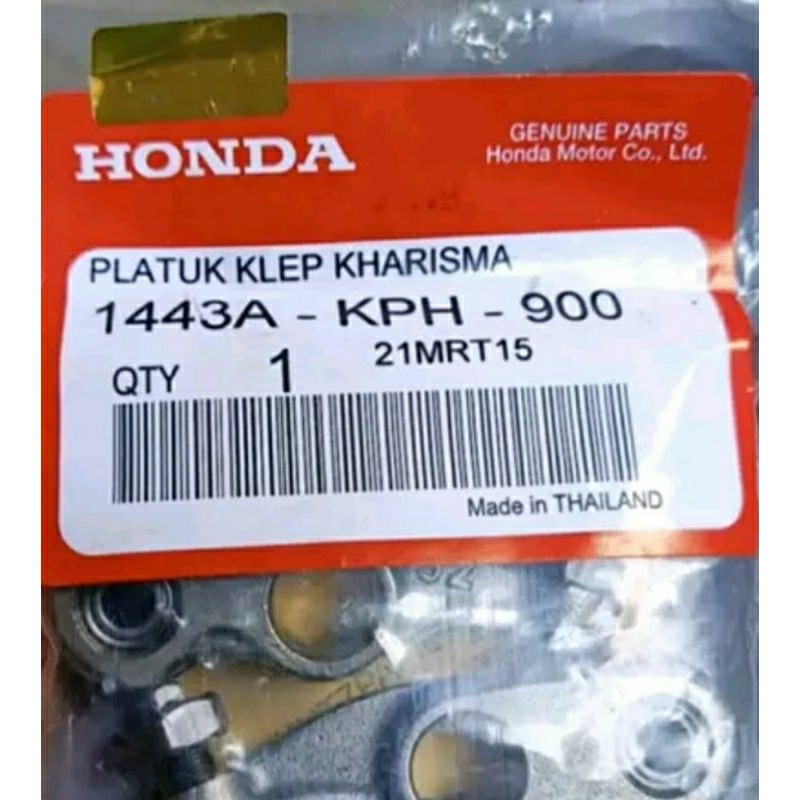 HONDA
GENUINE PARTS
Honda Motor Co., Ltd.
PLATUK KLEP KHARISMA
1443A - KPH - 900
21MRT15
QTY 1
Made in THAILAND